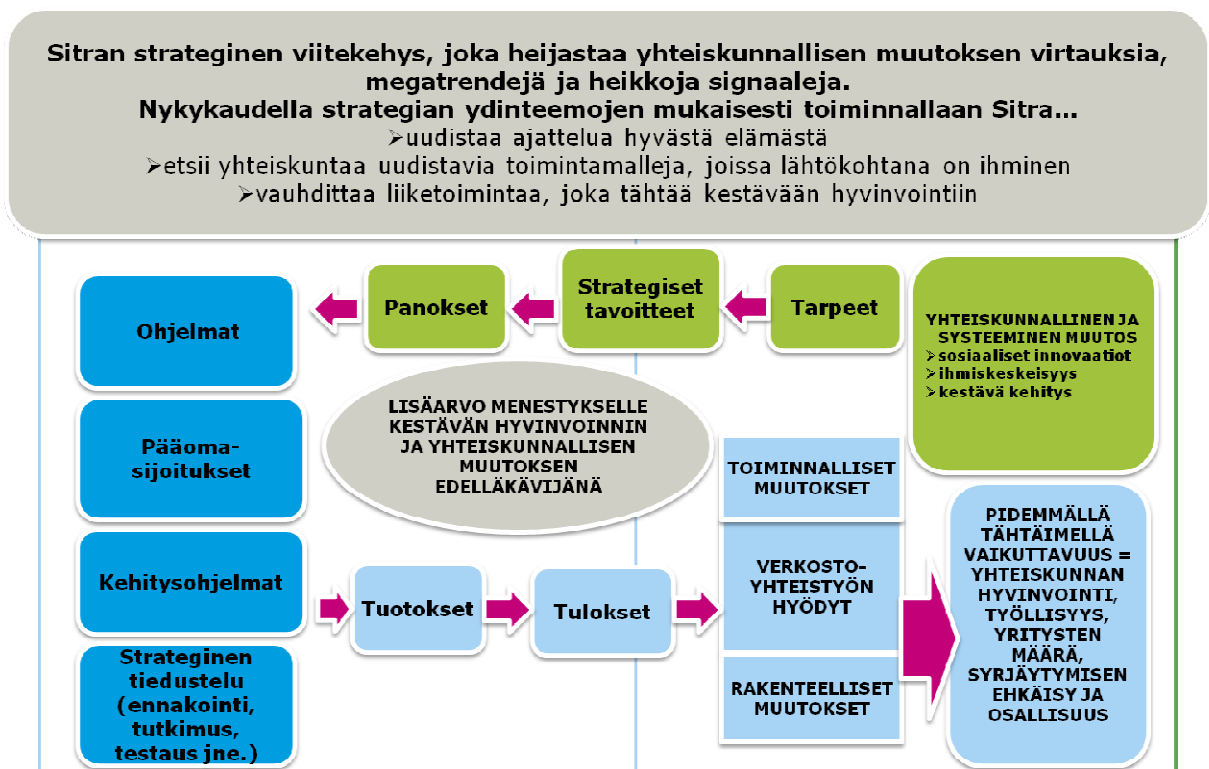 Sitran strateginen viitekehys, joka heijastaa yhteiskunnallisen muutoksen virtauksia,
megatrendejä ja heikkoja signaaleja.
Nykykaudella strategian ydinteemojen mukaisesti toiminnallaan Sitra...
➢uudistaa ajattelua hyvästä elämästä
➢etsii yhteiskuntaa uudistavia toimintamalleja, joissa lähtökohtana on ihminen
➢vauhdittaa liiketoimintaa, joka tähtää kestävään hyvinvointiin
Ohjelmat
Panokset
Strategiset
tavoitteet
Tarpeet
YHTEISKUNNALLINEN JA
SYSTEEMINEN MUUTOS
➢sosiaaliset innovaatiot
➢ihmiskeskeisyys
➢kestävä kehitys
Pääoma-
sijoitukset
LISÄARVO MENESTYKSELLE
KESTÄVÄN HYVINVOINNIN
JA YHTEISKUNNALLISEN
MUUTOKSEN
EDELLÄKÄVIJÄNÄ
Kehitysohjelmat
Tuotokset
Tulokset
TOIMINNALLISET
MUUTOKSET
VERKOSTO-
YHTEISTYÖN
HYÖDYT
RAKENTEELLISET
MUUTOKSET
PIDEMMÄLLÄ
TÄHTÄIMELLÄ
VAIKUTTAVUUS =
YHTEISKUNNAN
HYVINVOINTI,
TYÖLLISYYS,
YRITYSTEN
MÄÄRÄ,
SYRJÄYTYMISEN
EHKÄISY JA
OSALLISUUS
Strateginen
tiedustelu
(ennakointi,
tutkimus,
testaus jne.)